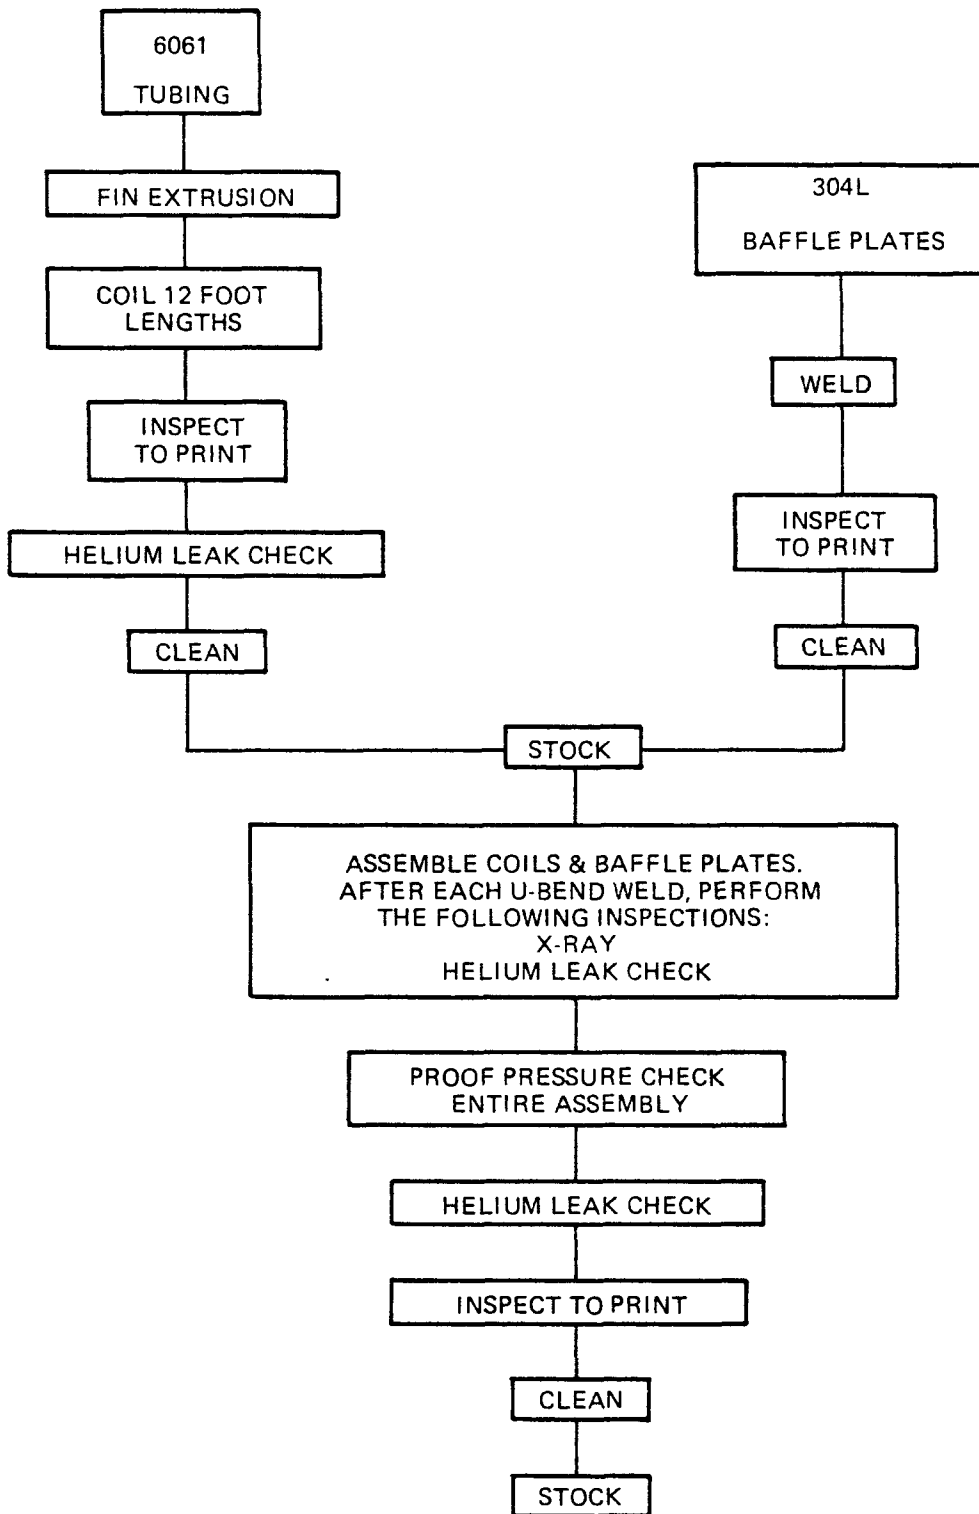 6061
TUBING
FIN EXTRUSION
COIL 12 FOOT
LENGTHS
INSPECT
TO PRINT
HELIUM LEAK CHECK
CLEAN
304L
BAFFLE PLATES
WELD
INSPECT
TO PRINT
CLEAN
STOCK
ASSEMBLE COILS & BAFFLE PLATES.
AFTER EACH U-BEND WELD, PERFORM
THE FOLLOWING INSPECTIONS:
X-RAY
HELIUM LEAK CHECK
PROOF PRESSURE CHECK
ENTIRE ASSEMBLY
HELIUM LEAK CHECK
INSPECT TO PRINT
CLEAN
STOCK